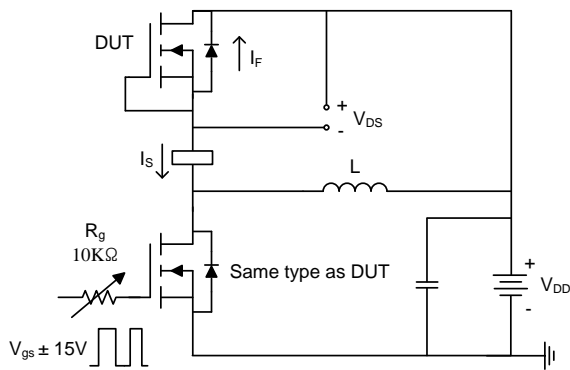 DUT
I_F
+
V_DS
-
I_S
L
R_g
10KΩ
Same type as DUT
+
V_DD
-
V_gs ± 15V